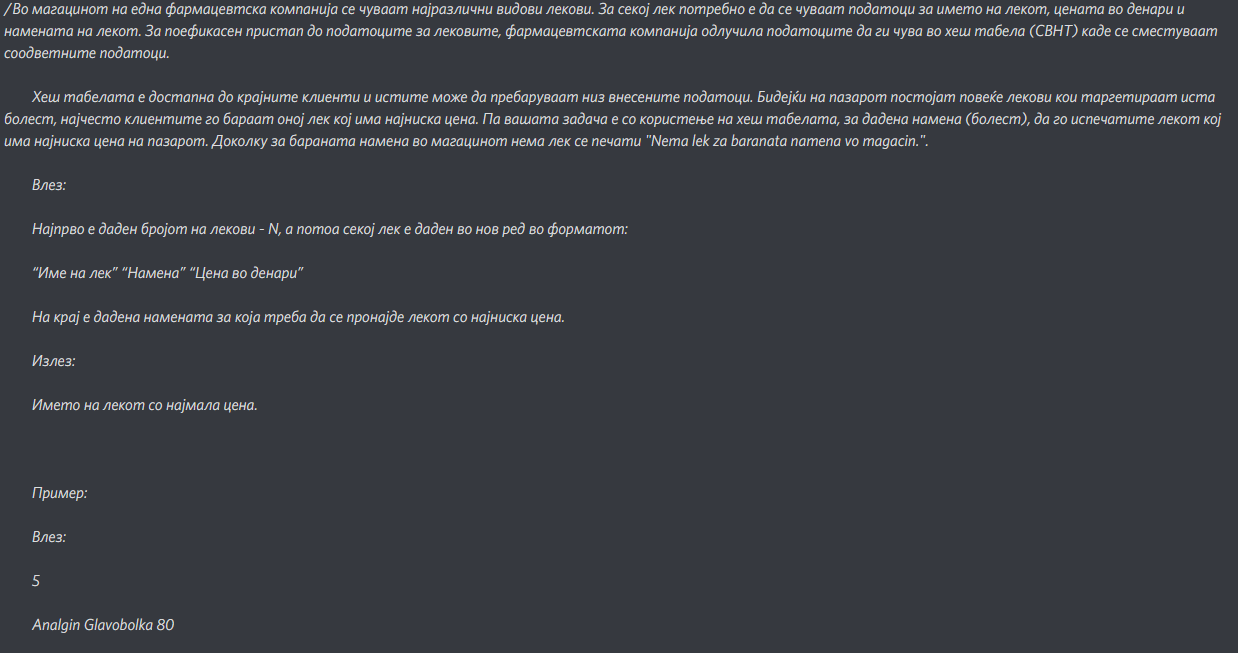 /Во магацинот на една фармацевтска компанија се чуваат најразлични видови лекови. За секој лек потребно е да се чуваат податоци за името на лекот, цената во денари и
намената на лекот. За поефикасен пристап до податоците за лековите, фармацевтската компанија одлучила податоците да ги чува во хеш табела (CBHT) каде се сместуваат
соодветните податоци.
Хеш табелата е достапна до крајните клиенти и истите може да пребаруваат низ внесените податоци. Бидејќи на пазарот постојат повеќе лекови кои таргетираат иста
болест, најчесто клиентите го бараат оној лек кој има најниска цена. Па вашата задача е со користење на хеш табелата, за дадена намена (болест), да го испечатите лекот кој
има најниска цена на пазарот. Доколку за бараната намена во магацинот нема лек се печати "Nema lek za baranata namena vo magacin.".
Влез:
Најпрво е даден бројот на лекови - N, а потоа секој лек е даден во нов ред во форматот:
“Име на лек” “Намена” “Цена во денари”
На крај е дадена намената за која треба да се пронајде лекот со најниска цена.
Излез:
Името на лекот со најмала цена.
Пример:
Влез:
5
Analgin Glavobolka 80